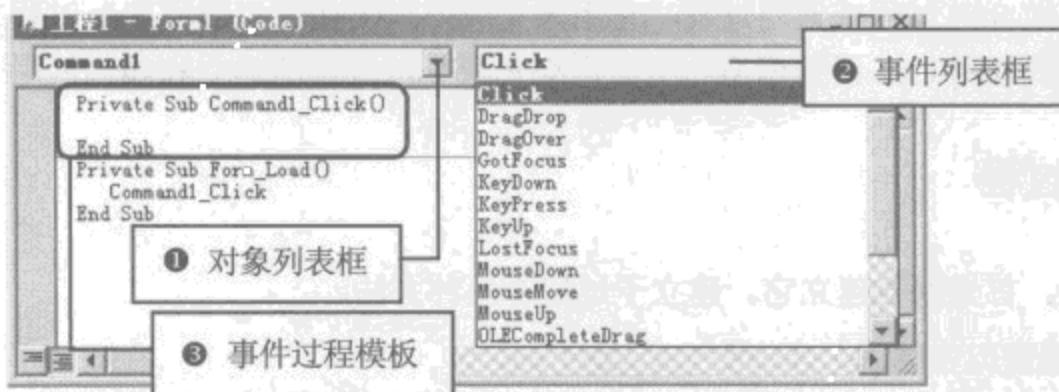 工程1 - Form1 (Code)
Command1
Click
❷ 事件列表框
Private Sub Command1_Click()
End Sub
Private Sub Form_Load()
Command1_Click
End Sub
Click
DragDrop
DragOver
GotFocus
KeyDown
KeyPress
KeyUp
LostFocus
MouseDown
MouseMove
MouseUp
OLECompleteDrag
❶ 对象列表框
❸ 事件过程模板